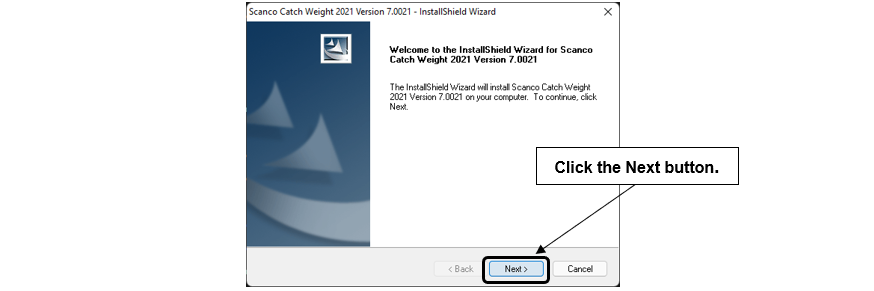 Scanco Catch Weight 2021 Version 7.0021 - InstallShield Wizard
Welcome to the InstallShield Wizard for Scanco
Catch Weight 2021 Version 7.0021
The InstallShield Wizard will install Scanco Catch Weight
2021 Version 7.0021 on your computer. To continue, click
Next.
Click the Next button.
< Back
Next >
Cancel